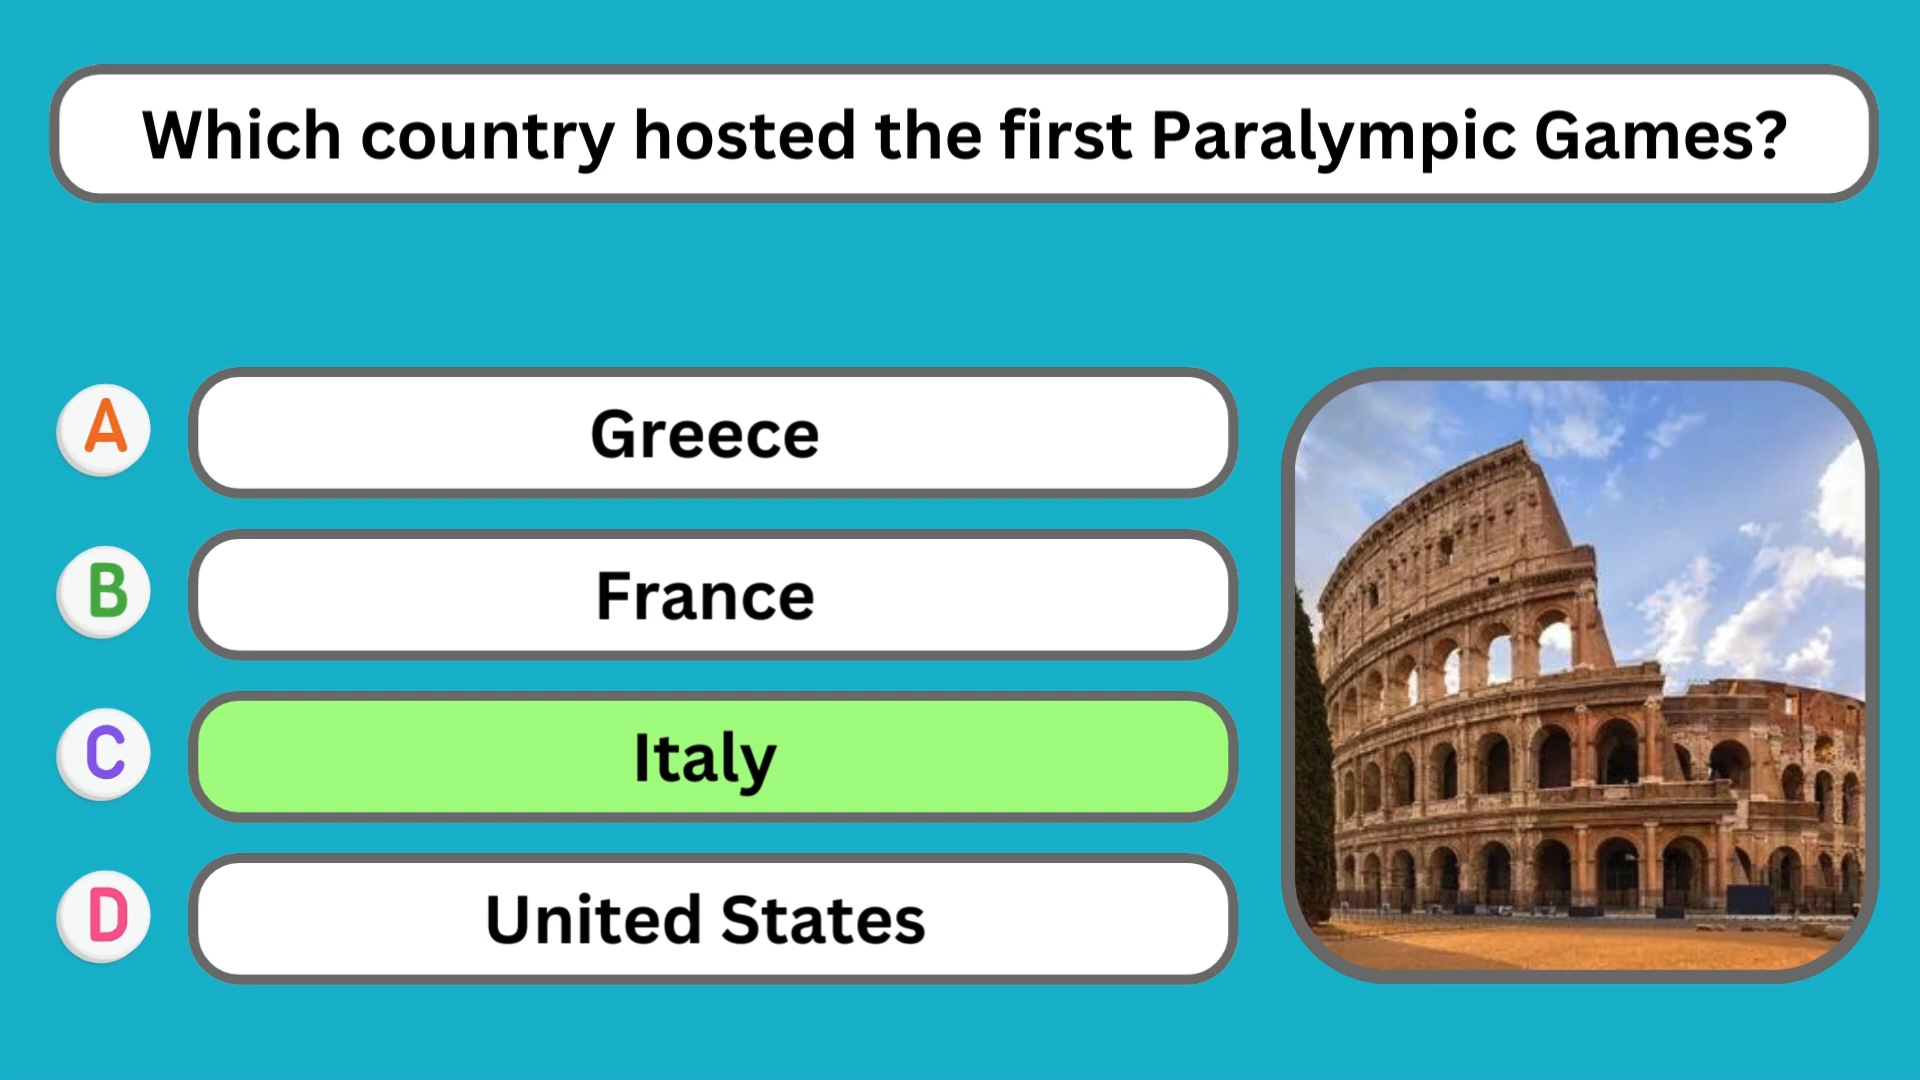 Which country hosted the first Paralympic Games?
A Greece
B France
C Italy
D United States